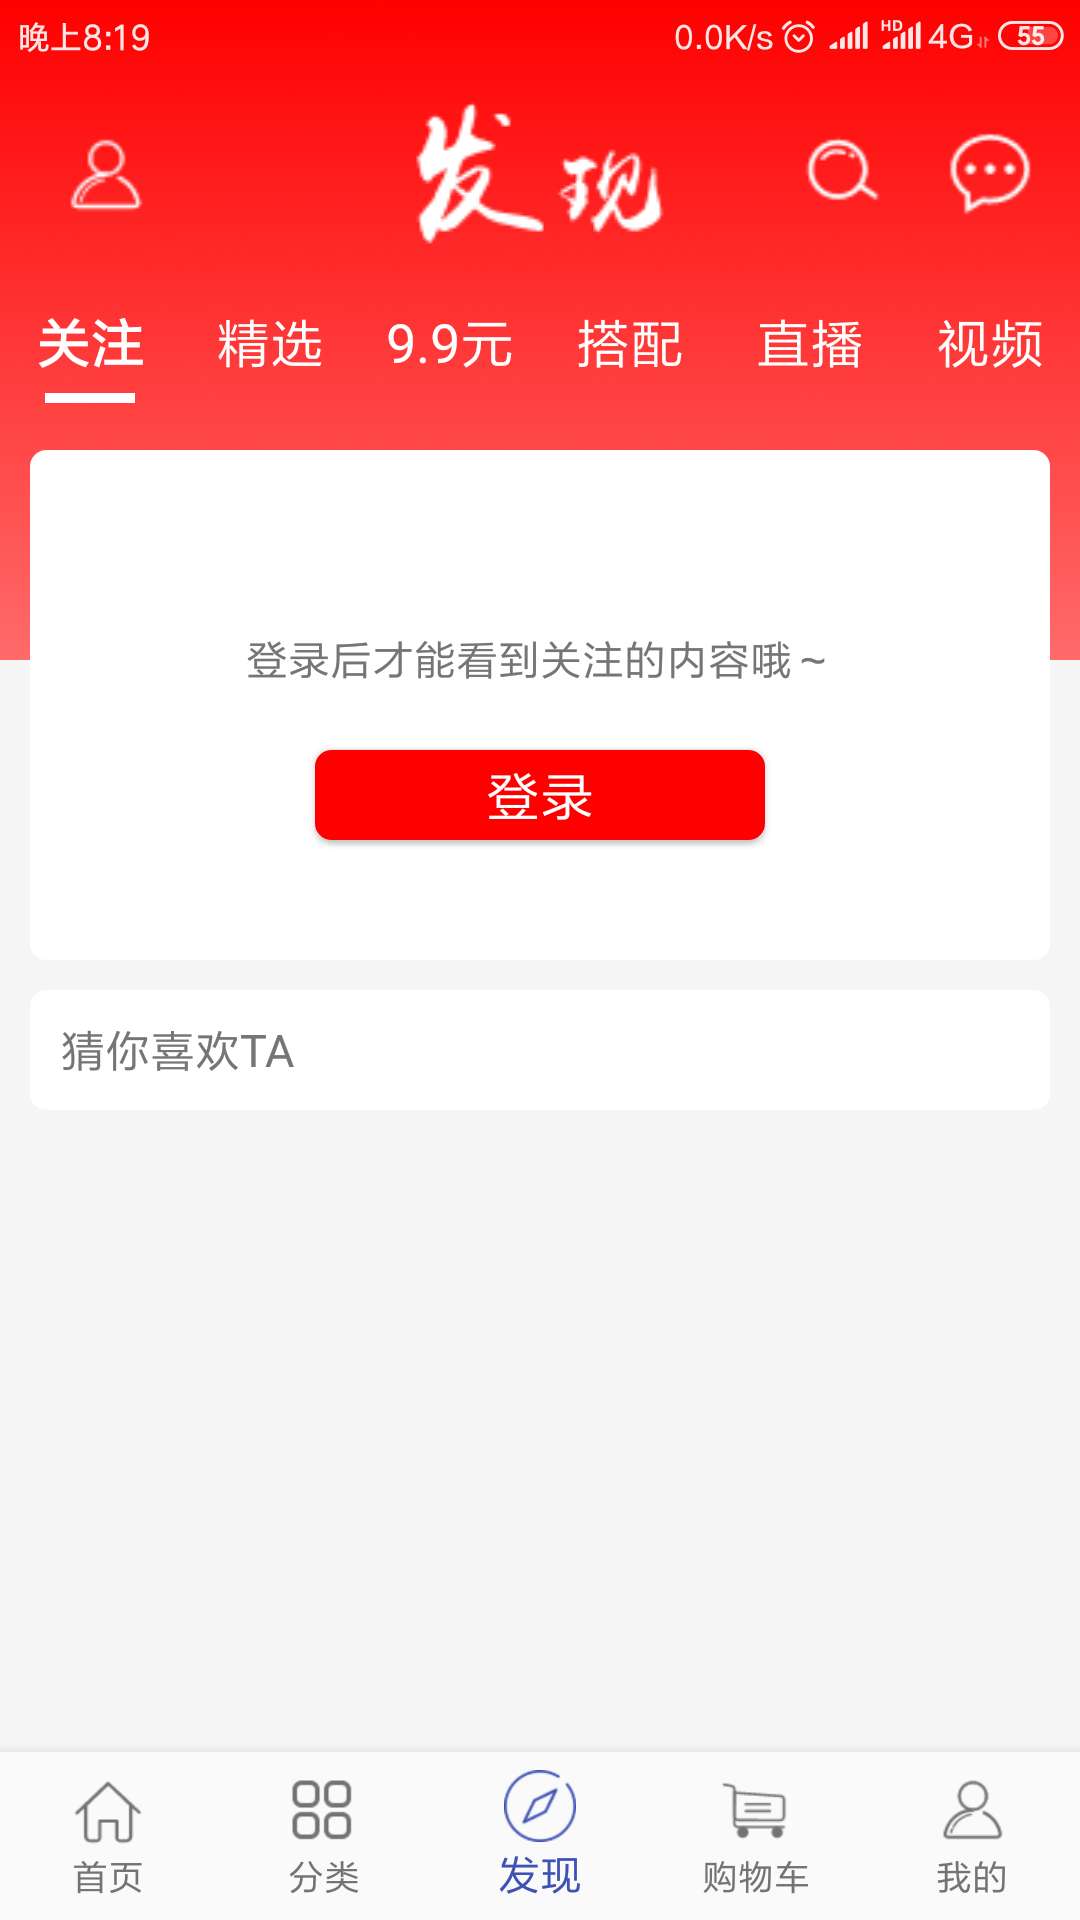 晚上8:19 0.0K/s HD 4G 55
发现
关注 精选 9.9元 搭配 直播 视频
登录后才能看到关注的内容哦~
登录
猜你喜欢TA
首页 分类 发现 购物车 我的